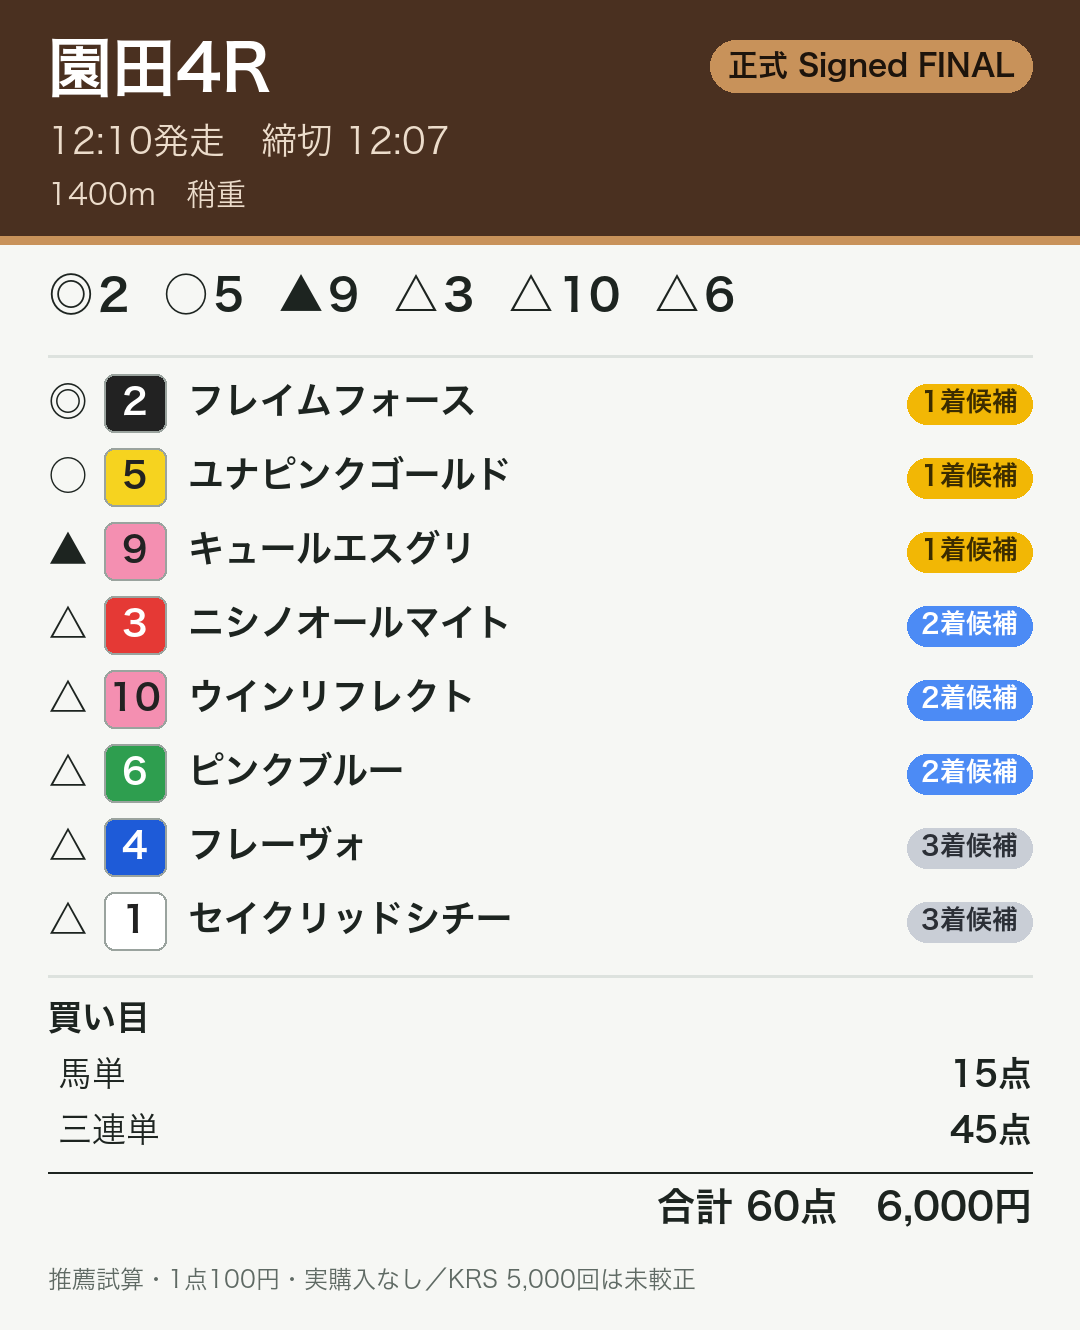 園田4R
正式 Signed FINAL
12:10発走 締切 12:07
1400m 稍重
◎2 ○5 ▲9 △3 △10 △6
◎ 2 フレイムフォース 1着候補
○ 5 ユナピンクゴールド 1着候補
▲ 9 キュールエスグリ 1着候補
△ 3 ニシノオールマイト 2着候補
△ 10 ウインリフレクト 2着候補
△ 6 ピンクブルー 2着候補
△ 4 フレーヴォ 3着候補
△ 1 セイクリッドシチー 3着候補
買い目
馬単 15点
三連単 45点
合計 60点 6,000円
推薦試算・1点100円・実購入なし／KRS 5,000回は未較正